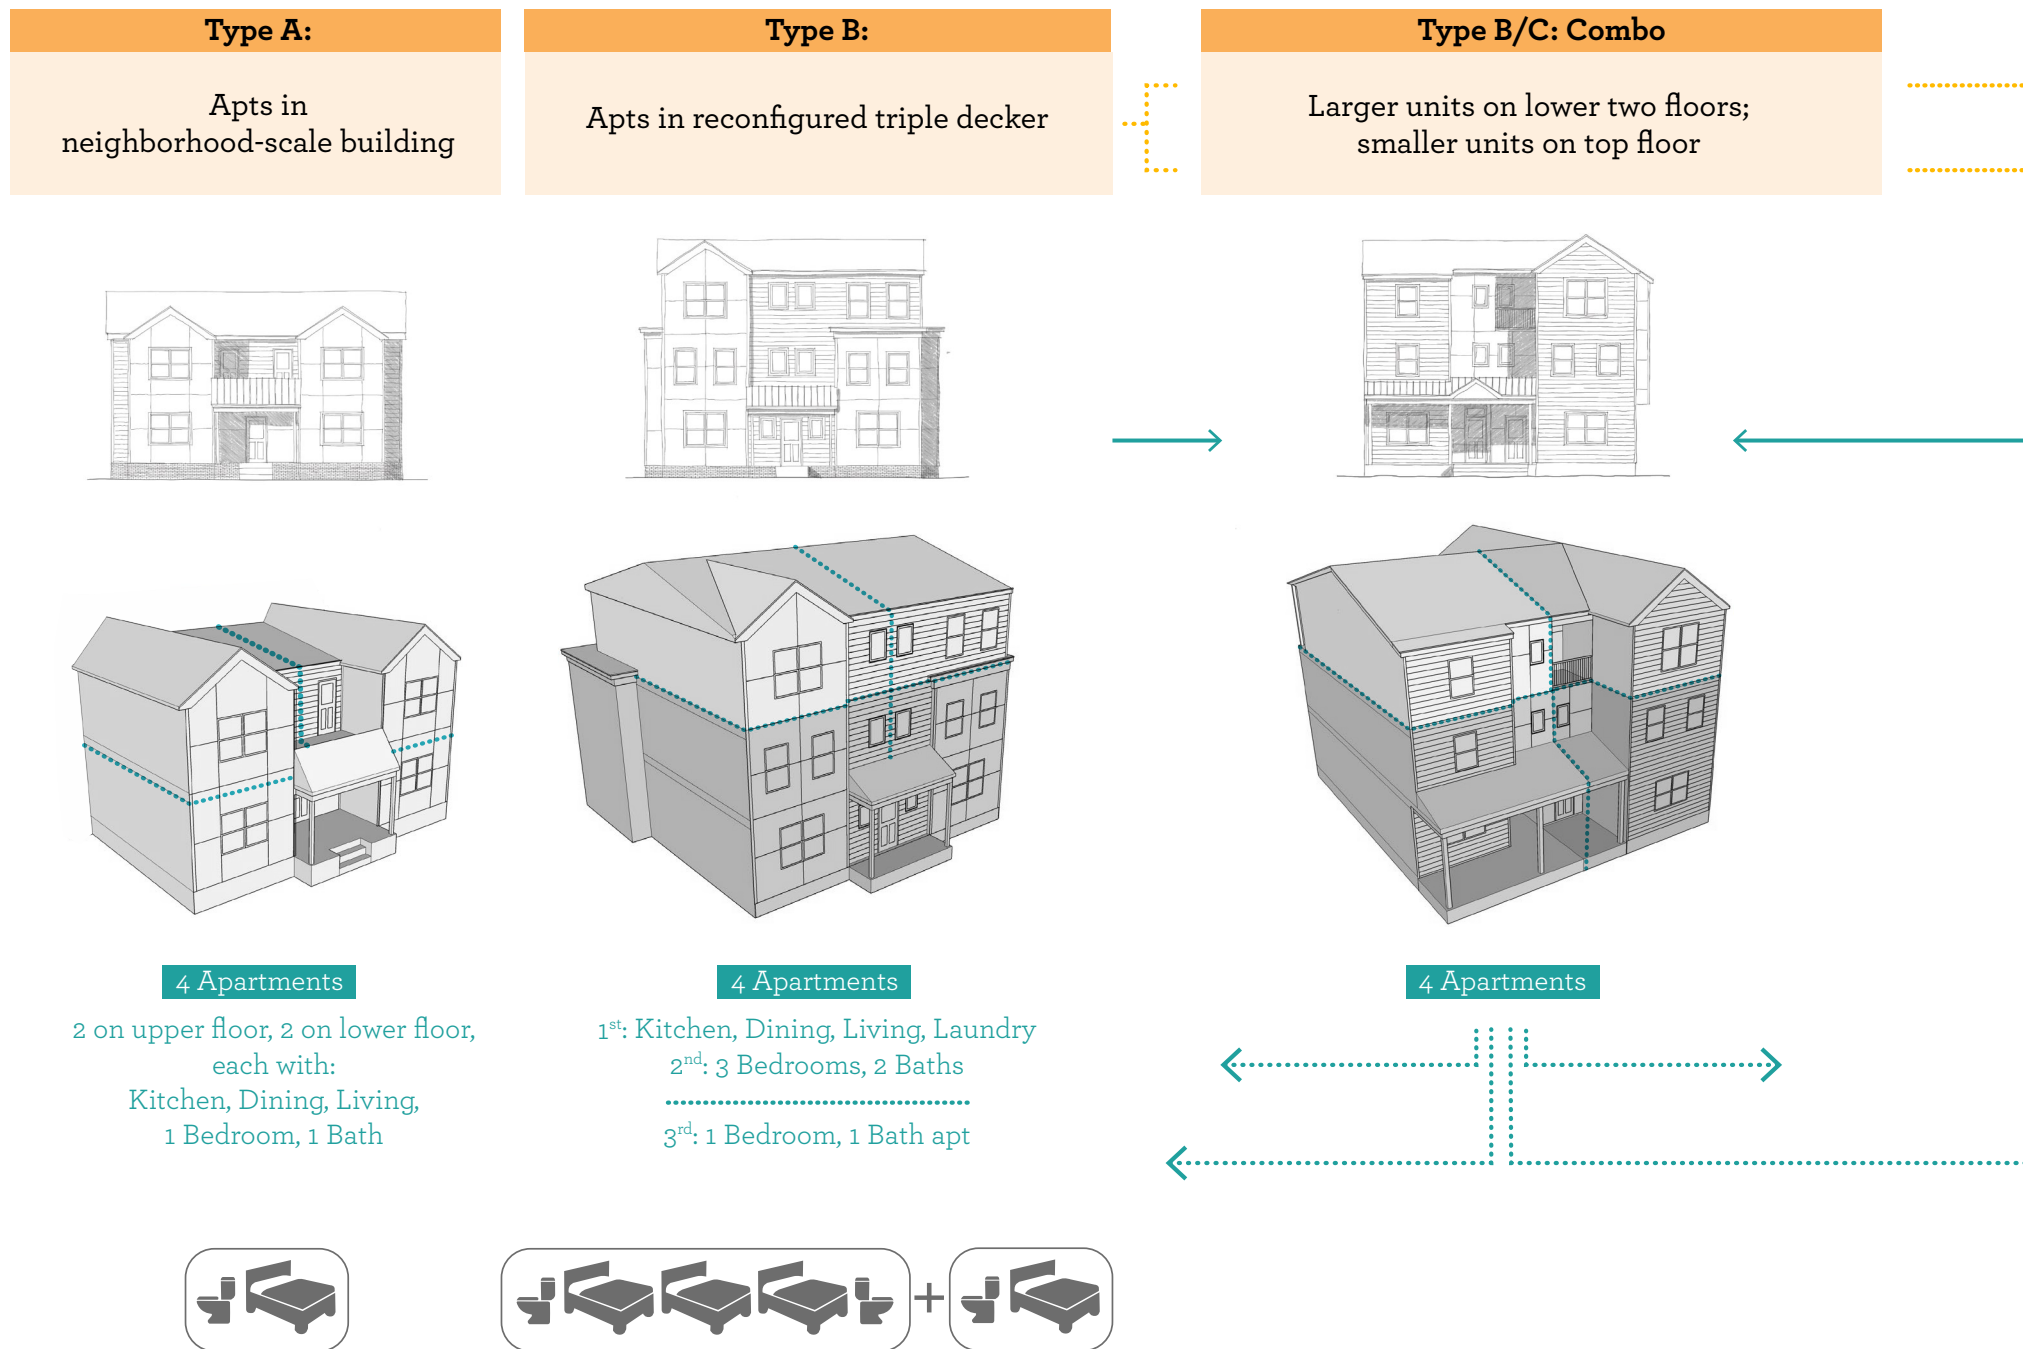 Type A:
Apts in
neighborhood-scale building
Type B:
Apts in reconfigured triple decker
Type B/C: Combo
Larger units on lower two floors;
smaller units on top floor
4 Apartments
2 on upper floor, 2 on lower floor,
each with:
Kitchen, Dining, Living,
1 Bedroom, 1 Bath
4 Apartments
1st: Kitchen, Dining, Living, Laundry
2nd: 3 Bedrooms, 2 Baths
3rd: 1 Bedroom, 1 Bath apt
+
4 Apartments